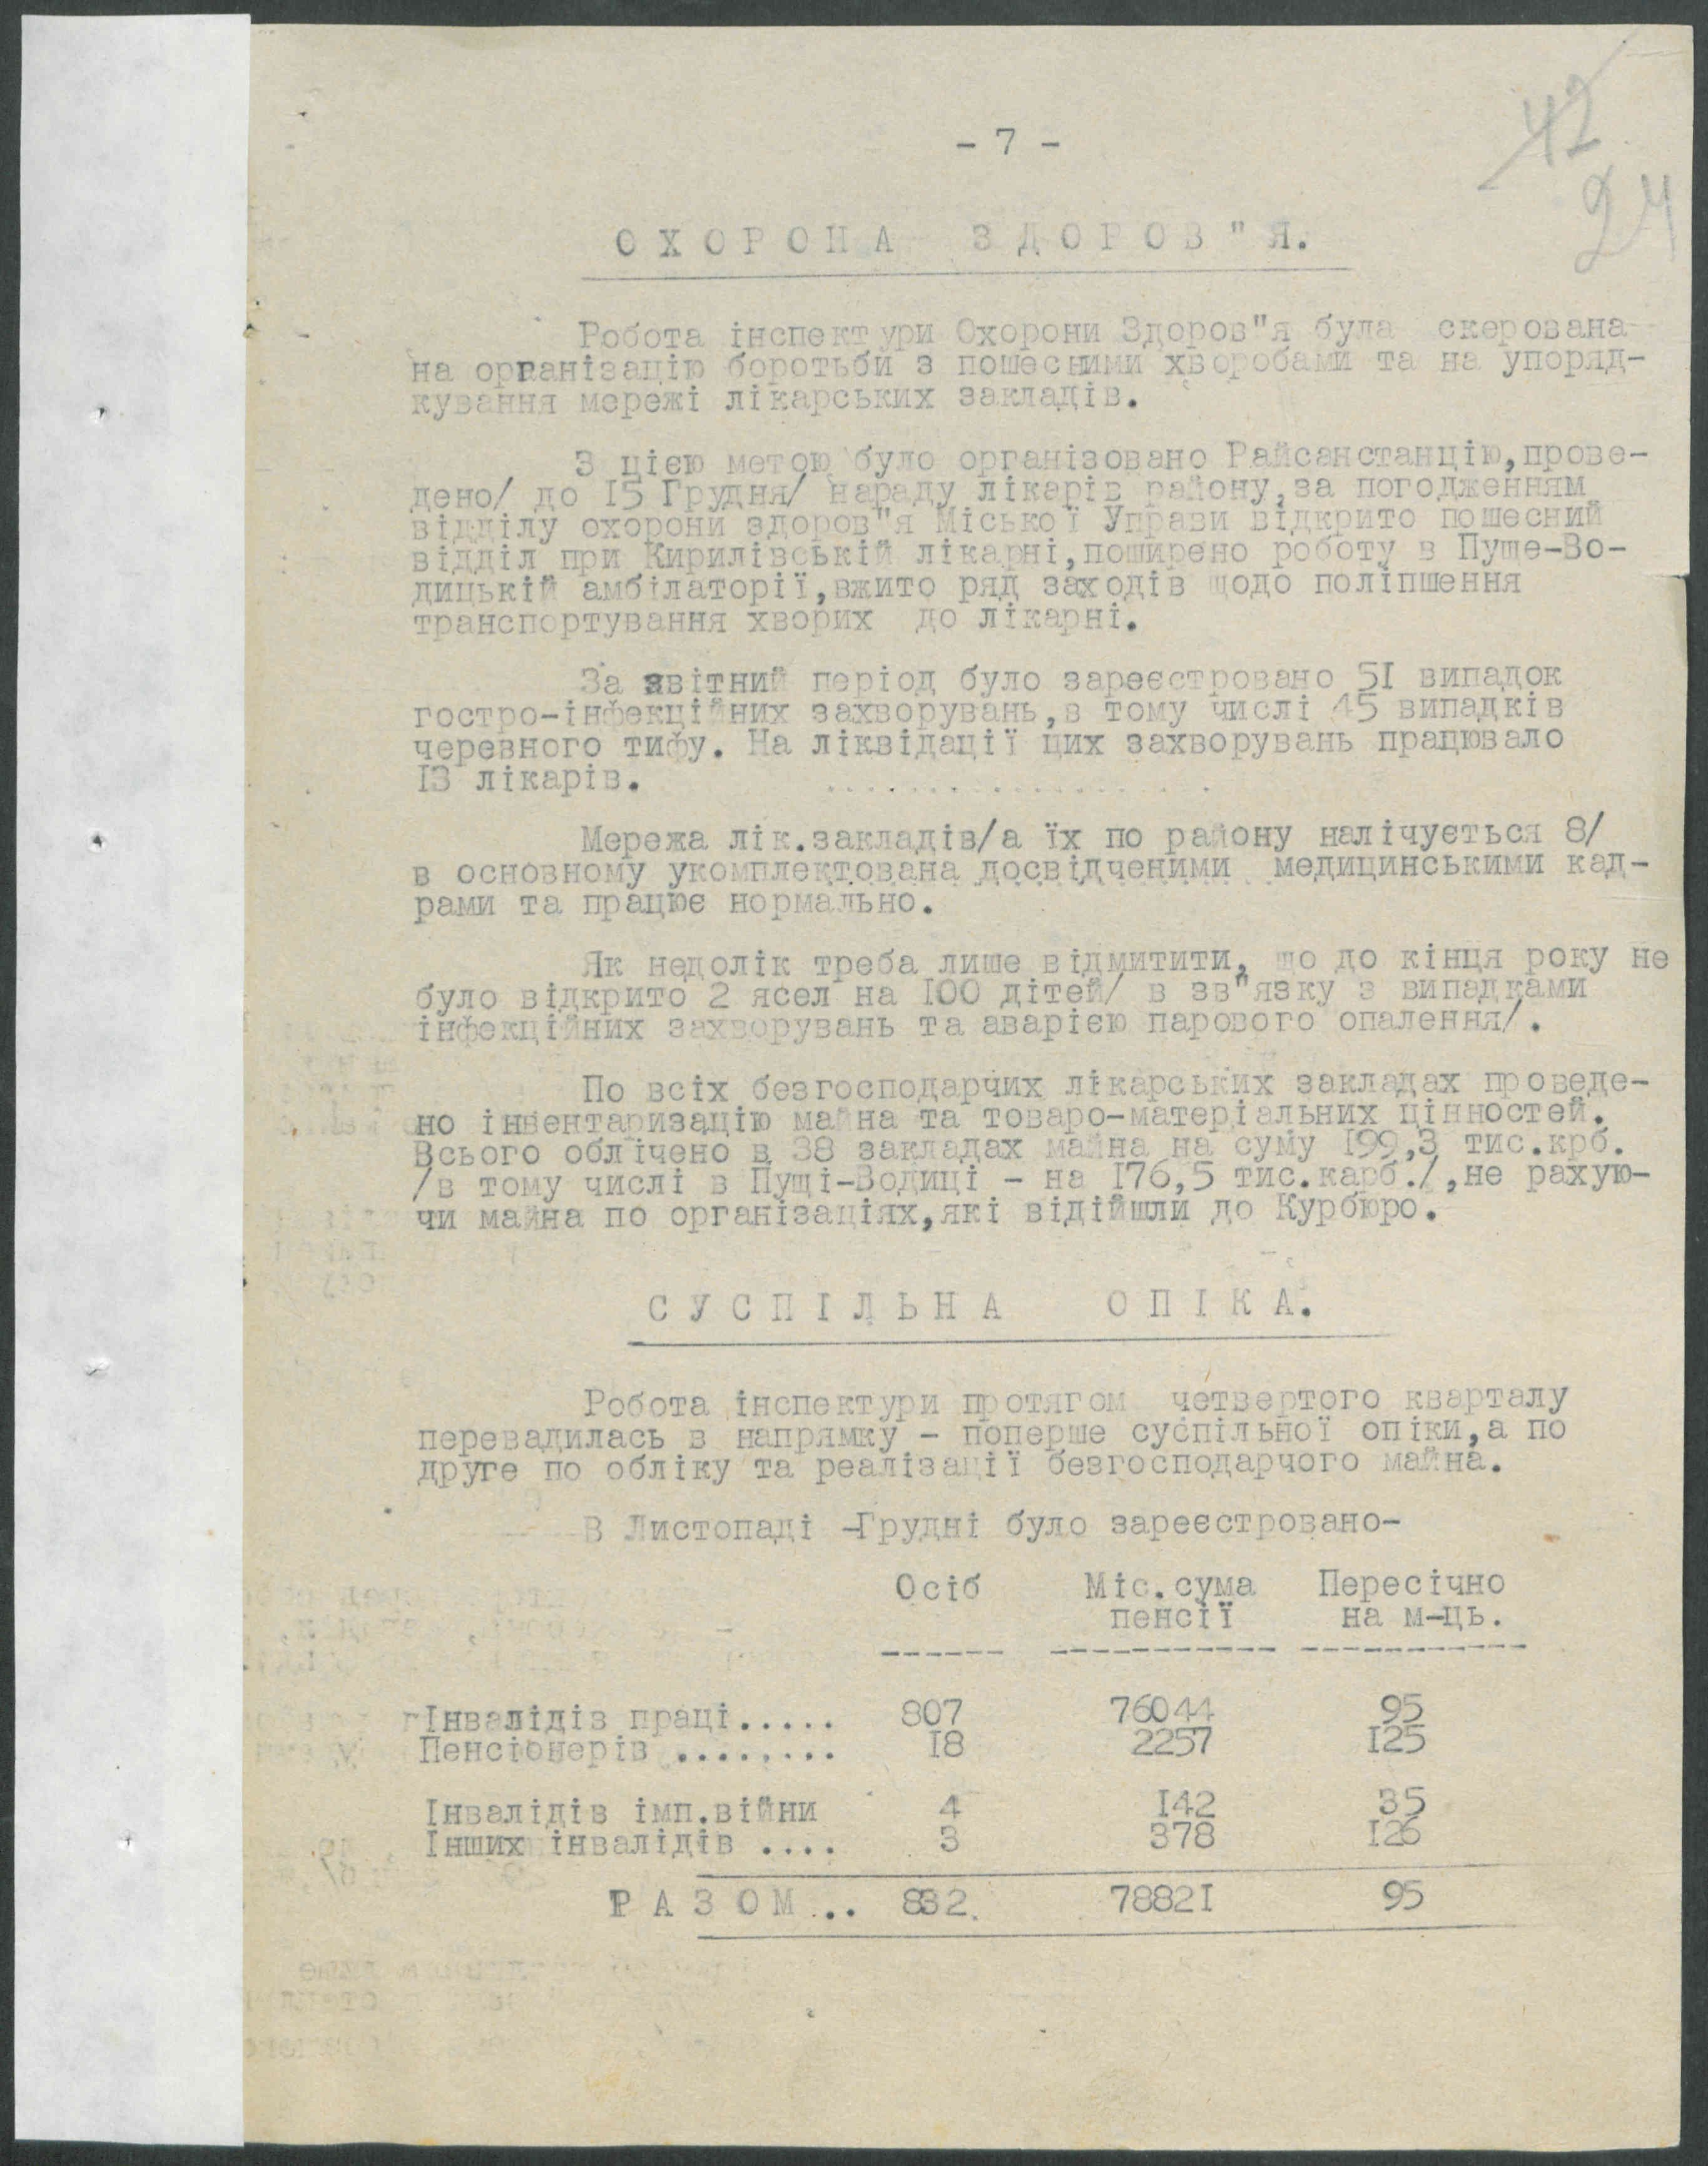 42
24
- 7 -
ОХОРОНА ЗДОРОВ"Я.
Робота інспектури Охорони Здоров"я була скерована
на організацію боротьби з пошесними хворобами та на упоряд-
кування мережі лікарських закладів.
З цією метою було організовано Райсанстанцію,прове-
дено/ до I5 Грудня/ нараду лікарів району,за погодженням
відділу охорони здоров"я Міської Управи відкрито пошесний
відділ при Кирилівській лікарні,поширено роботу в Пуще-Во-
дицькій амбілаторії,вжито ряд заходів щодо поліпшення
транспортування хворих до лікарні.
За звітний період було зареєстровано 5I випадок
гостро-інфекційних захворувань,в тому числі 45 випадків
черевного тифу. На ліквідації цих захворувань працювало
I3 лікарів.
Мережа лік.закладів/а їх по району налічується 8/
в основному укомплектована досвідченими медицинськими кад-
рами та працює нормально.
Як недолік треба лише відмитити, що до кінця року не
було відкрито 2 ясел на I00 дітей/ в зв"язку з випадками
інфекційних захворувань та аварією парового опалення/.
По всіх безгосподарчих лікарських закладах проведе-
но інвентаризацію майна та товаро-матеріальних цінностей.
Всього облічено в 38 закладах майна на суму I99,3 тис.крб.
/в тому числі в Пущі-Водиці - на I76,5 тис.карб./,не рахую-
чи майна по організаціях,які відійшли до Курбюро.
СУСПІЛЬНА ОПІКА.
Робота інспектури протягом четвертого кварталу
перевадилась в напрямку - поперше суспільної опіки,а по
друге по обліку та реалізації безгосподарчого майна.
В Листопаді -Грудні було зареєстровано-
Осіб Міс.сума Пересічно
пенсії на м-ць.
Інвалідів праці..... 807 76044 95
Пенсіонерів ........ I8 2257 I25
Інвалідів імп.війни 4 I42 35
Інших інвалідів .... 3 378 I26
РАЗОМ .. 832 7882I 95